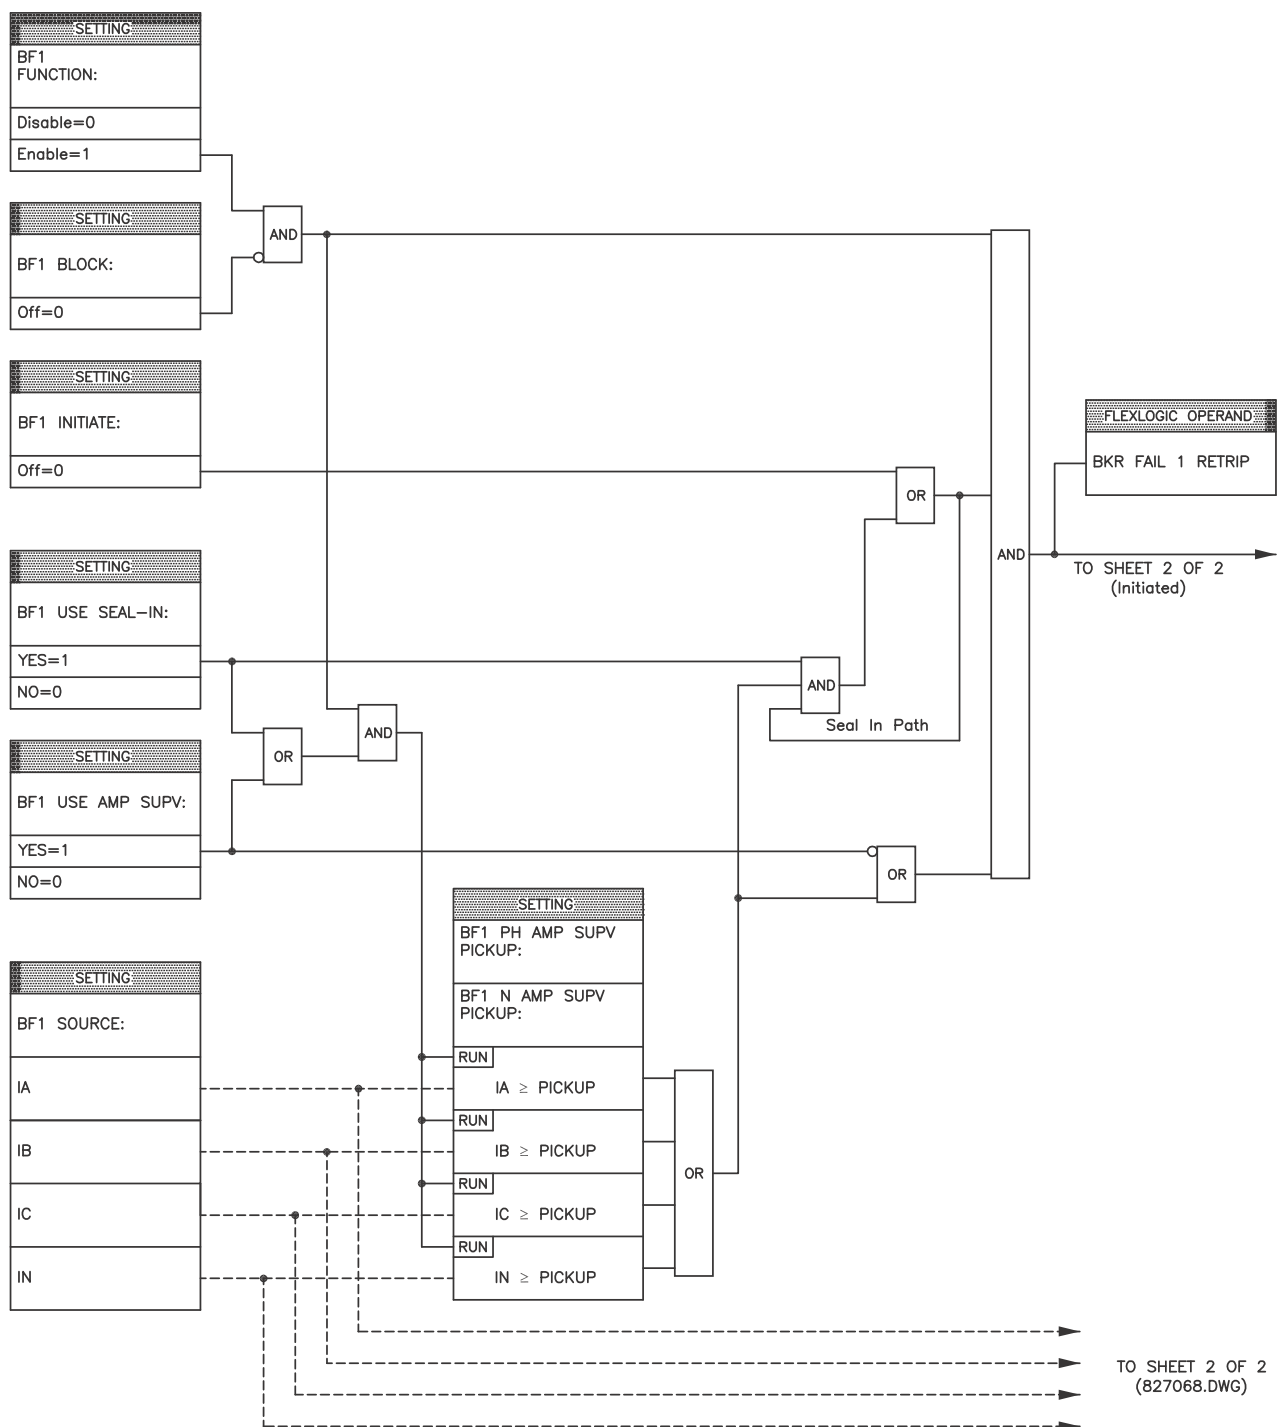 SETTING
BF1
FUNCTION:
Disable=0
Enable=1
SETTING
BF1 BLOCK:
Off=0
AND
SETTING
BF1 INITIATE:
Off=0
FLEXLOGIC OPERAND
BKR FAIL 1 RETRIP
OR
AND
TO SHEET 2 OF 2
(Initiated)
SETTING
BF1 USE SEAL-IN:
YES=1
NO=0
AND
Seal In Path
AND
OR
SETTING
BF1 USE AMP SUPV:
YES=1
NO=0
OR
SETTING
BF1 PH AMP SUPV
PICKUP:
BF1 N AMP SUPV
PICKUP:
RUN
IA ≥ PICKUP
RUN
IB ≥ PICKUP
RUN
IC ≥ PICKUP
RUN
IN ≥ PICKUP
OR
SETTING
BF1 SOURCE:
IA
IB
IC
IN
TO SHEET 2 OF 2
(827068.DWG)